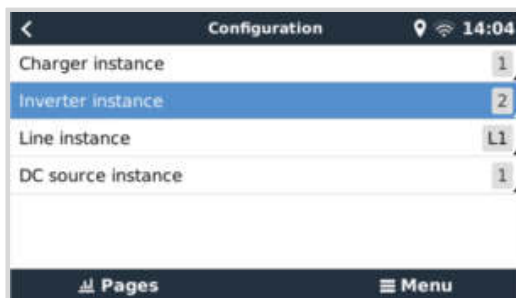 Configuration 14:04
Charger instance 1
Inverter instance 2
Line instance L1
DC source instance 1
Pages Menu